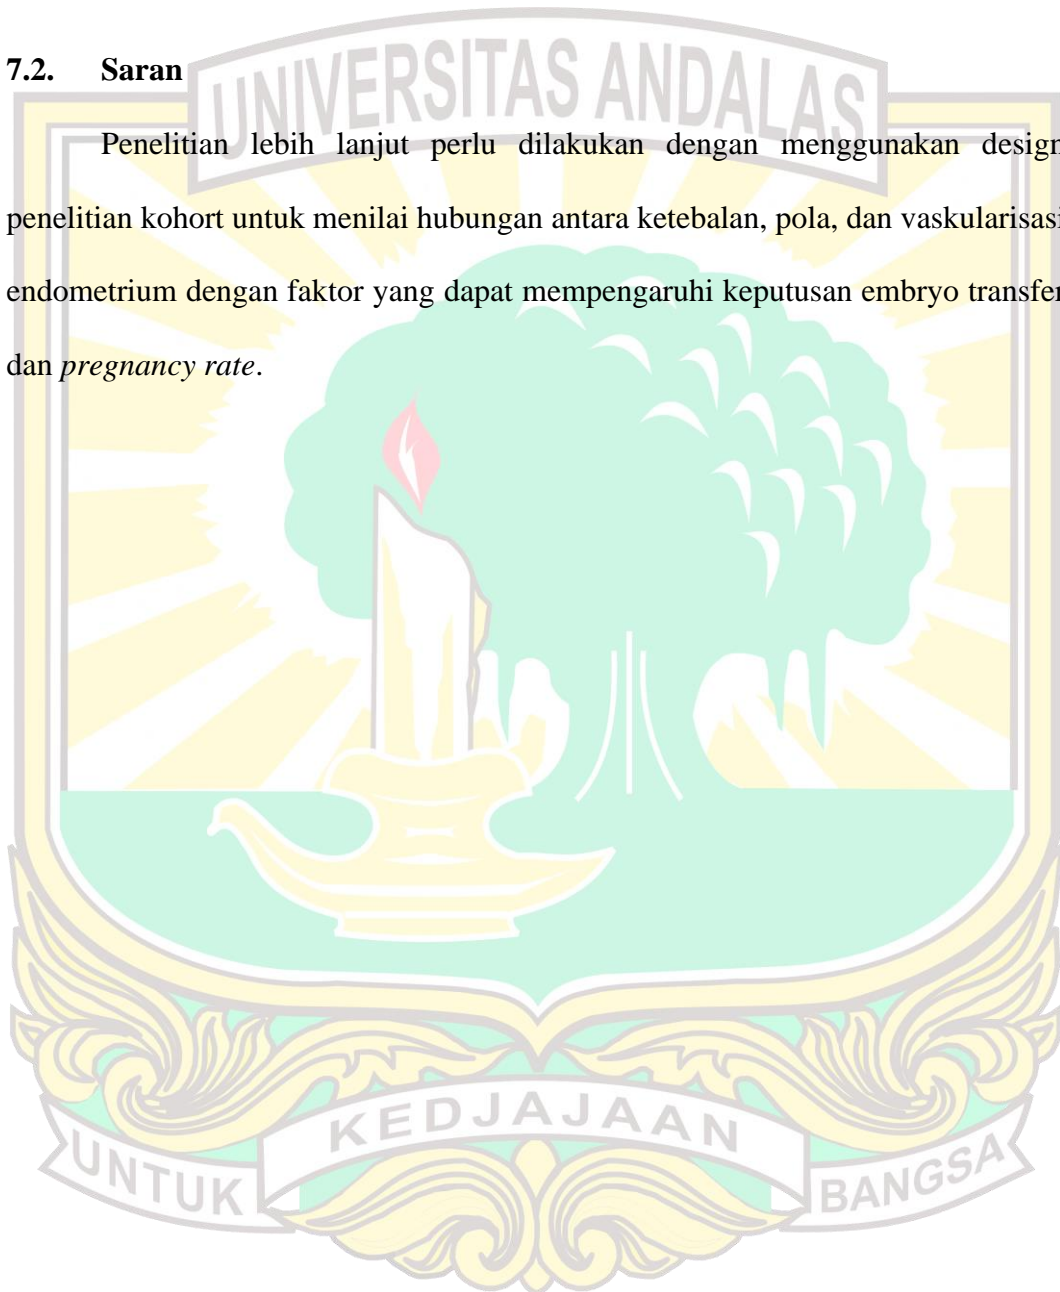 UNIVERSITAS ANDALAS
7.2. Saran
Penelitian lebih lanjut perlu dilakukan dengan menggunakan design
penelitian kohort untuk menilai hubungan antara ketebalan, pola, dan vaskularisasi
endometrium dengan faktor yang dapat mempengaruhi keputusan embryo transfer
dan pregnancy rate.
UNTUK KEDJAJAAN BANGSA